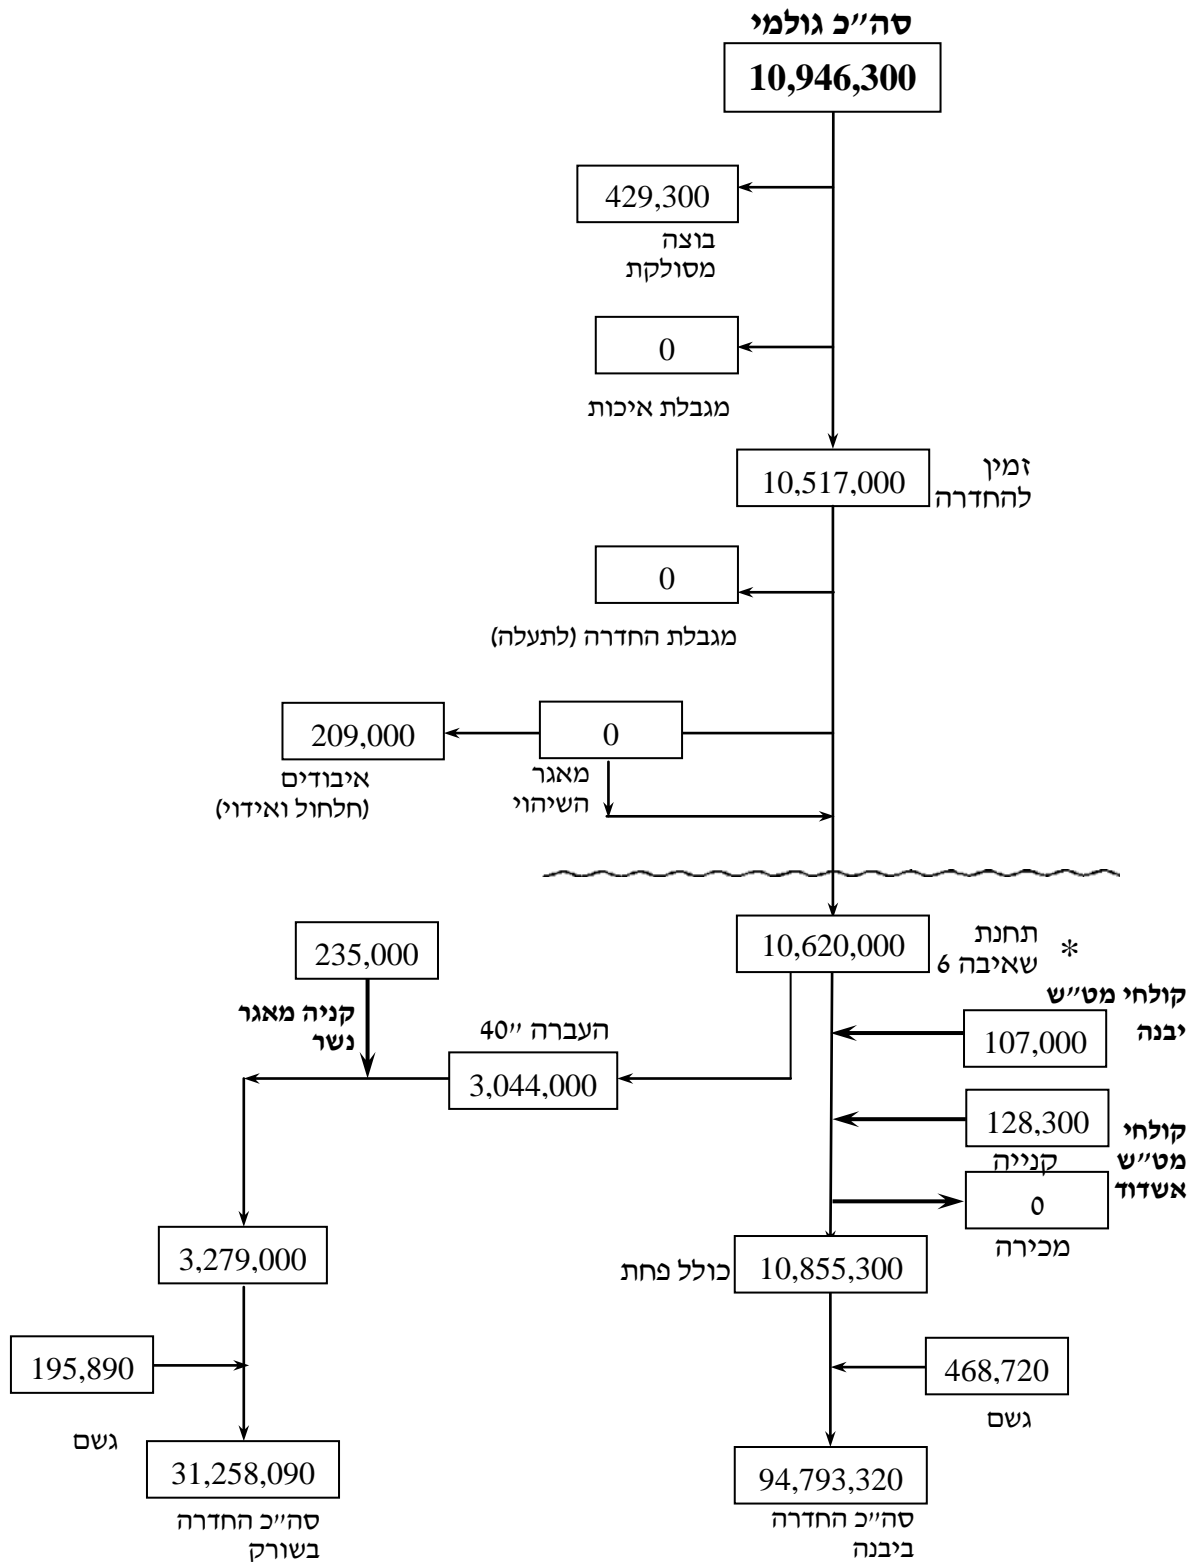 סה״כ גולמי
10,946,300
429,300
בוצה
מסולקת
0
מגבלת איכות
10,517,000
זמין
להחדרה
0
מגבלת החדרה (לתעלה)
209,000
איבודים
(חלחול ואידוי)
0
מאגר
השיהוי
10,620,000
תחנת
שאיבה 6
*
235,000
קניה מאגר
נשר
העברה 40״
3,044,000
קולחי מט״ש
יבנה
107,000
128,300
קנייה
קולחי
מט״ש
אשדוד
0
מכירה
3,279,000
כולל פחת
10,855,300
195,890
גשם
468,720
גשם
31,258,090
סה״כ החדרה
בשורק
94,793,320
סה״כ החדרה
ביבנה